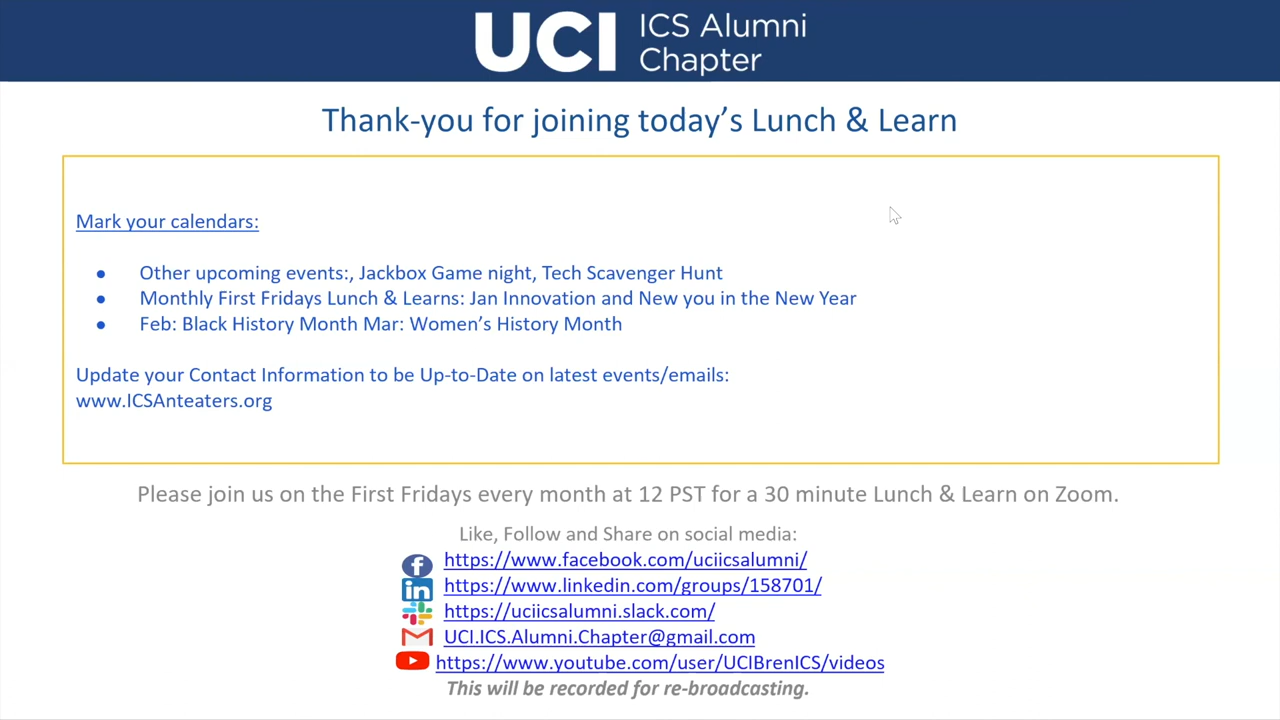 UCI ICS Alumni
Chapter
Thank-you for joining today's Lunch & Learn
Mark your calendars:
● Other upcoming events:, Jackbox Game night, Tech Scavenger Hunt
● Monthly First Fridays Lunch & Learns: Jan Innovation and New you in the New Year
● Feb: Black History Month Mar: Women's History Month
Update your Contact Information to be Up-to-Date on latest events/emails:
www.ICSAnteaters.org
Please join us on the First Fridays every month at 12 PST for a 30 minute Lunch & Learn on Zoom.
Like, Follow and Share on social media:
https://www.facebook.com/uciicsalumni/
https://www.linkedin.com/groups/158701/
https://uciicsalumni.slack.com/
UCI.ICS.Alumni.Chapter@gmail.com
https://www.youtube.com/user/UCIBrenICS/videos
This will be recorded for re-broadcasting.